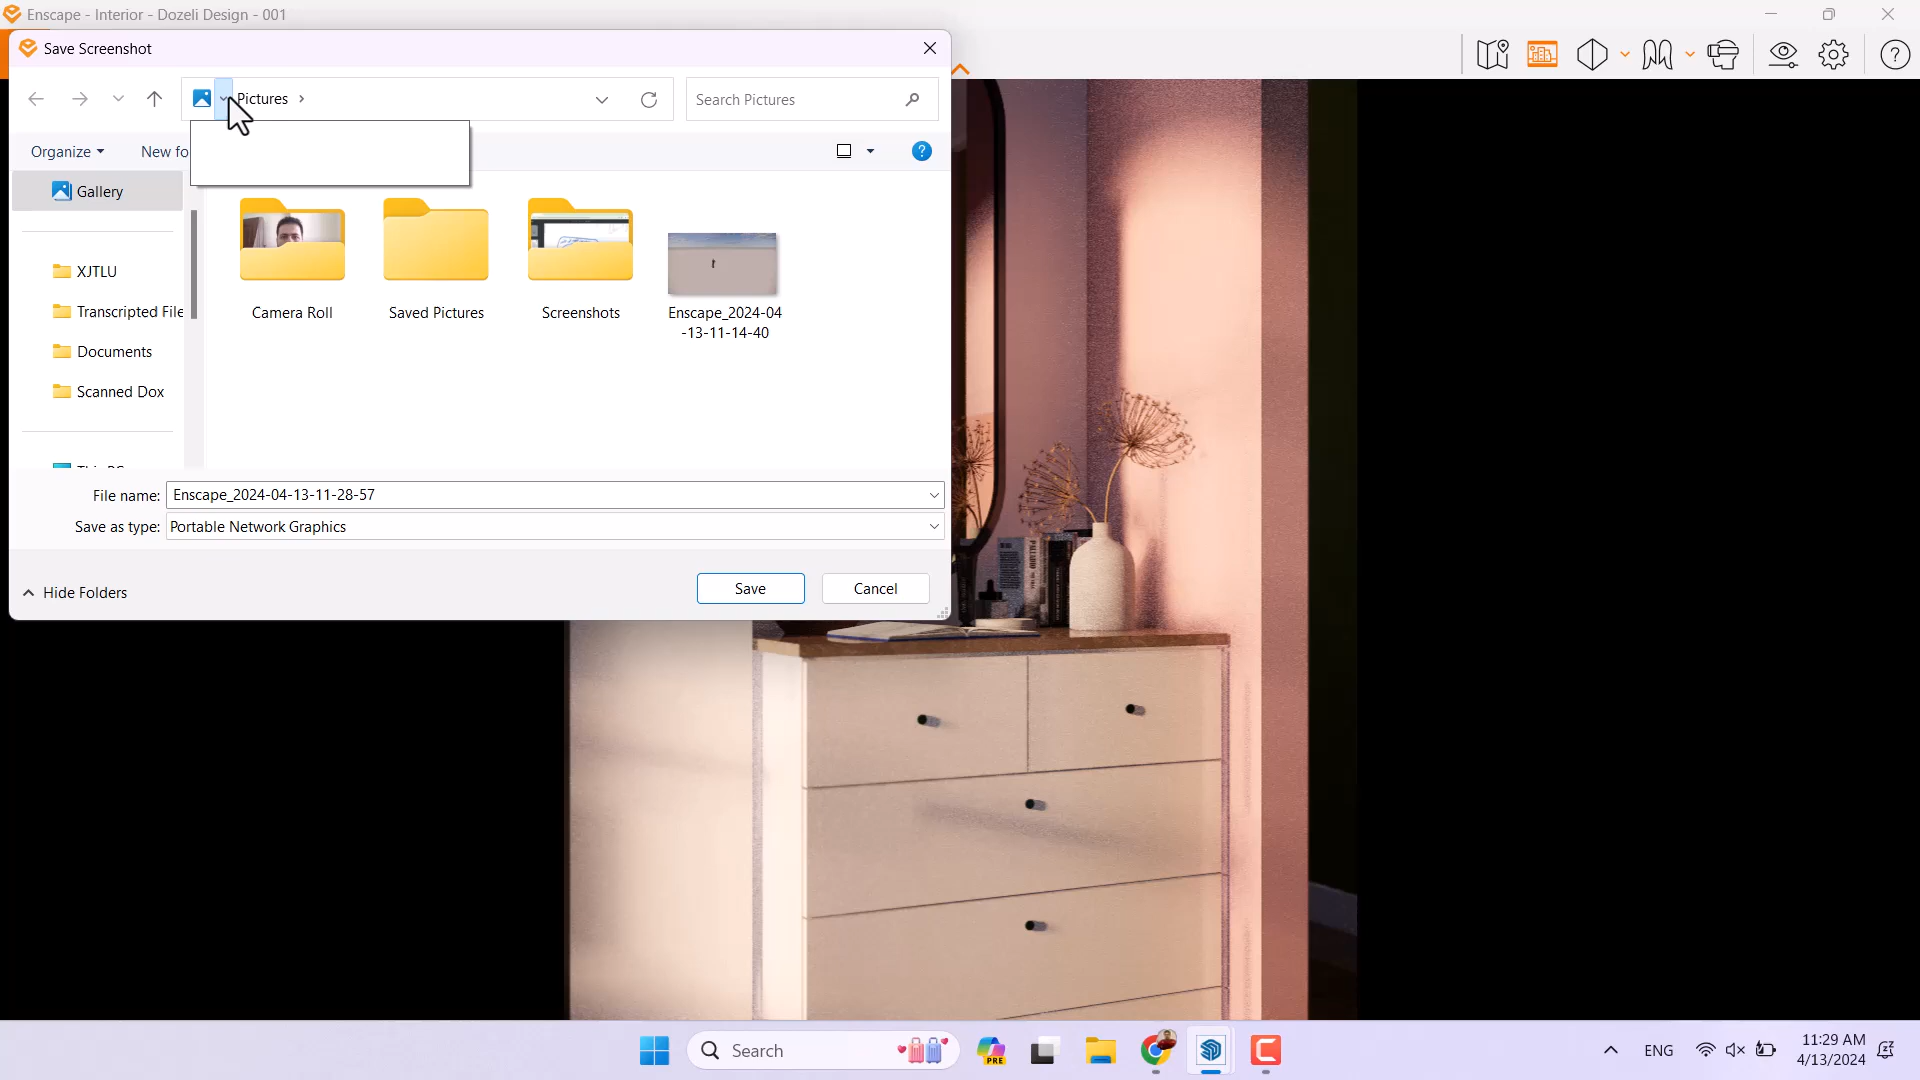 Enscape - Interior - Dozeli Design - 001
Save Screenshot
Pictures
Search Pictures
Organize
New fo
Gallery
XJTLU
Transcripted File
Documents
Scanned Dox
Camera Roll
Saved Pictures
Screenshots
Enscape_2024-04
-13-11-14-40
File name: Enscape_2024-04-13-11-28-57
Save as type: Portable Network Graphics
Hide Folders
Save
Cancel
Search
PRE
ENG
11:29 AM
4/13/2024